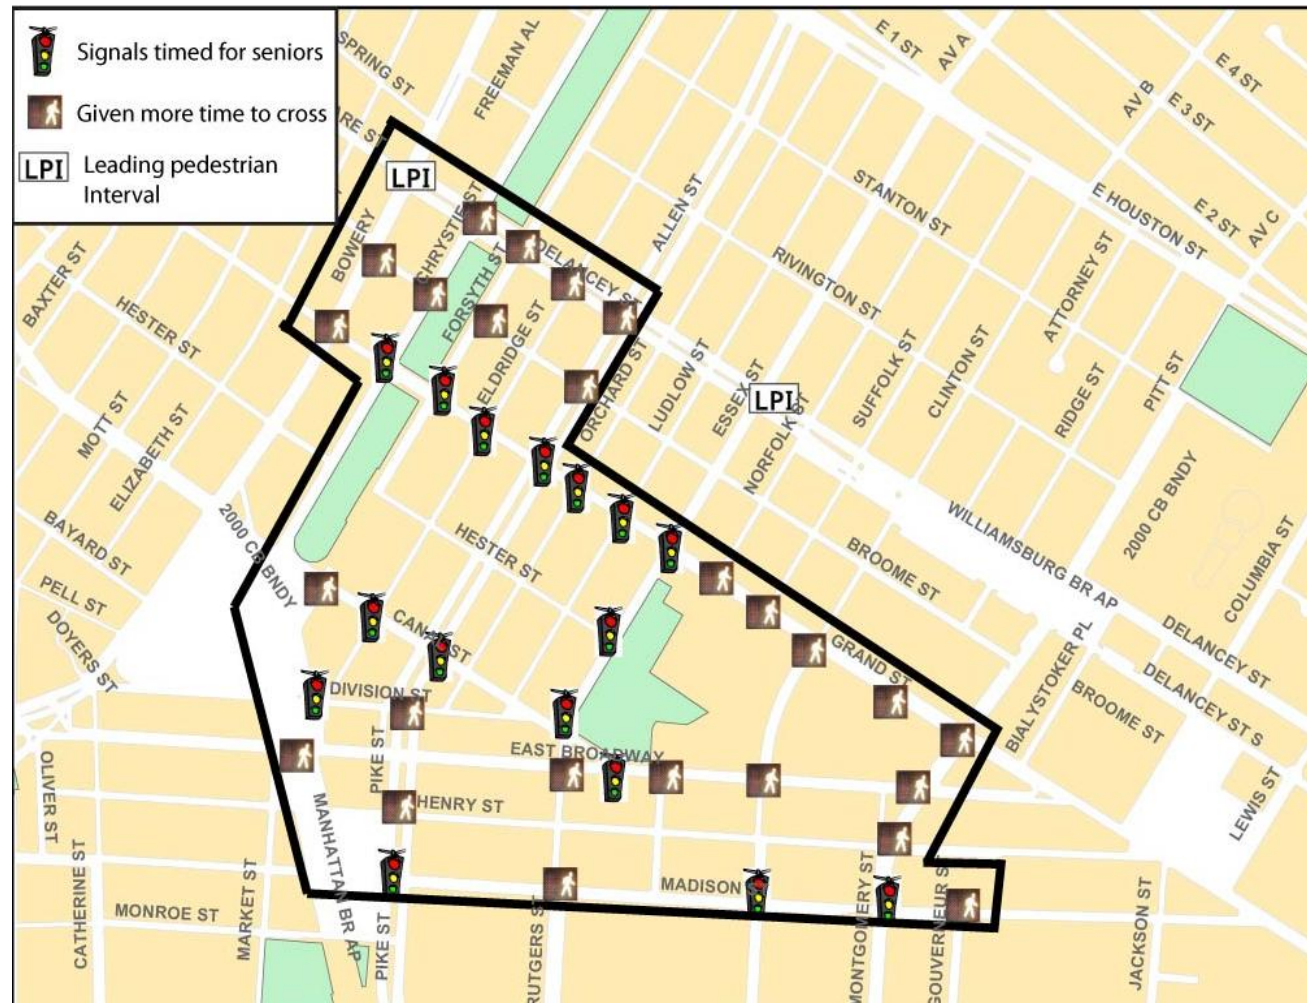 Signals timed for seniors
Given more time to cross
LPI
Leading pedestrian
Interval
SPRING ST
FREEMAN AL
E 1 ST
AV A
E 4 ST
AV B
E 3 ST
ARE ST
LPI
STANTON ST
E HOUSTON ST
E 2 ST
AV C
ALLEN ST
CHRYSTIE ST
BOWERY
DELANCEY ST
FORSYTH ST
RIVINGTON ST
ATTORNEY ST
BAXTER ST
HESTER ST
ELDRIDGE ST
ORCHARD ST
LUDLOW ST
ESSEX ST
LPI
NORFOLK ST
SUFFOLK ST
CLINTON ST
RIDGE ST
PITT ST
MOTT ST
ELIZABETH ST
2000 CB BNDY
BAYARD ST
2000 CB BNDY
HESTER ST
BROOME ST
WILLIAMSBURG BR AP
COLUMBIA ST
PELL ST
DOYERS ST
CANAL ST
GRAND ST
BIALYSTOKER PL
DELANCEY ST
DIVISION ST
BROOME ST
DELANCEY ST S
EAST BROADWAY
PIKE ST
OLIVER ST
HENRY ST
MANHATTAN BR AP
LEWIS ST
CATHERINE ST
MARKET ST
MADISON
MONROE ST
PIKE ST
RUTGERS ST
MONTGOMERY ST
GOUVERNEUR ST
JACKSON ST